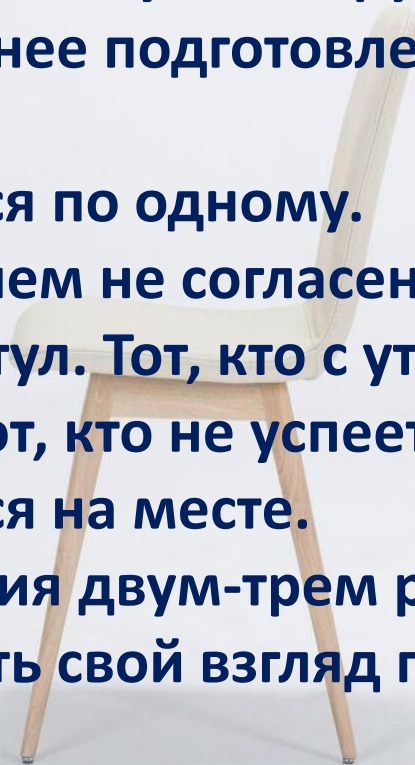 нее подготовле
ся по одному.
ем не согласен
тул. Тот, кто с ут
от, кто не успеет
ся на месте.
ия двум-трем р
ть свой взгляд п